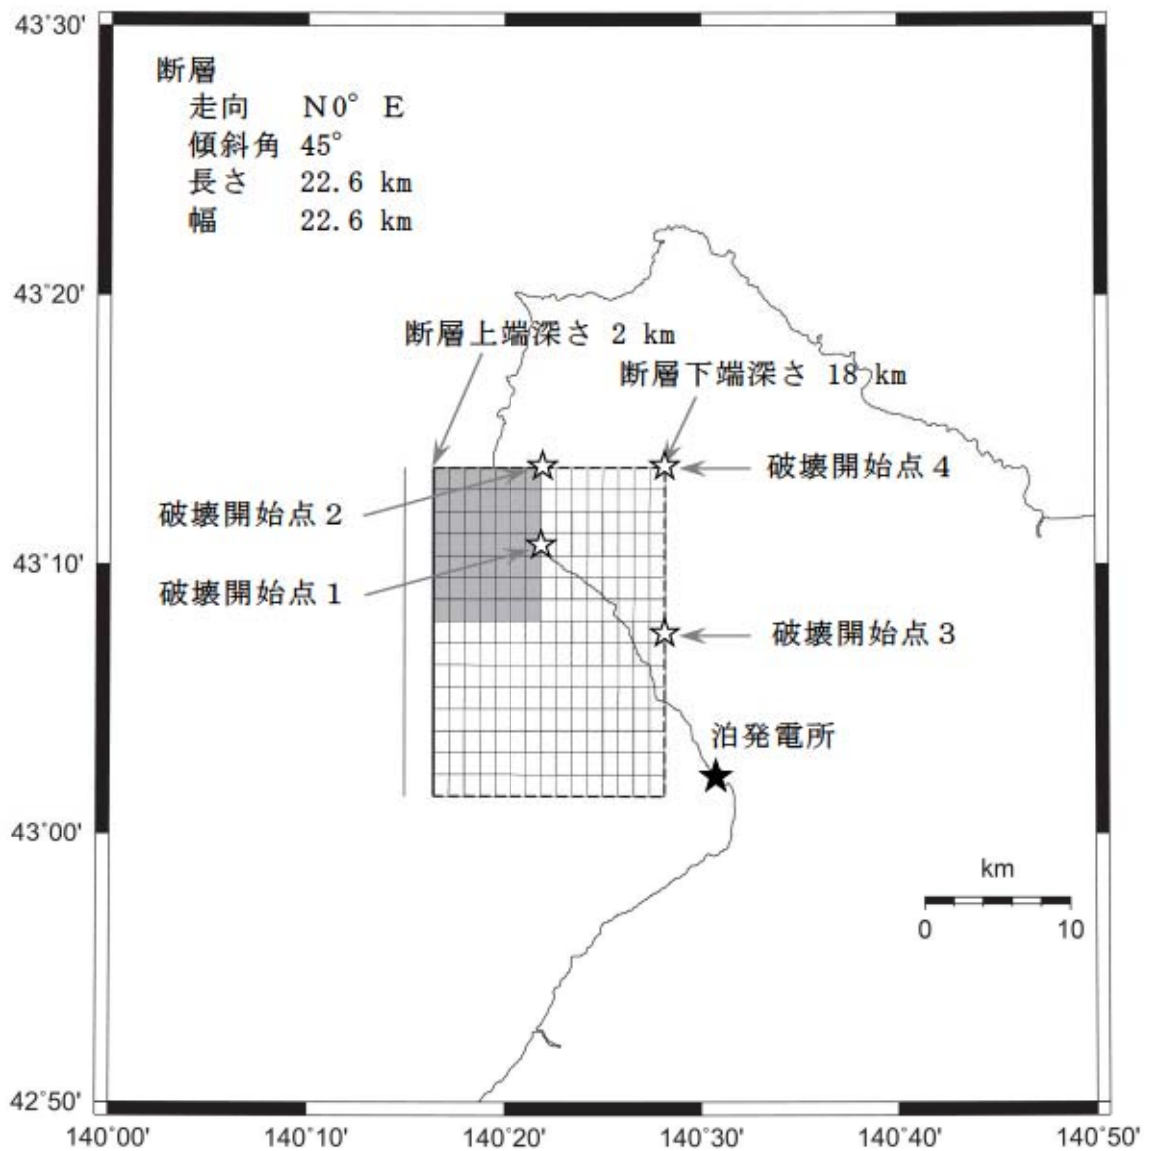 43°30'
断層
走向 N0° E
傾斜角 45°
長さ 22.6 km
幅 22.6 km
43°20'
断層上端深さ 2 km
断層下端深さ 18 km
破壊開始点4
破壊開始点2
43°10'
破壊開始点1
破壊開始点3
泊発電所
43°00'
km
0 10
42°50'
140°00' 140°10' 140°20' 140°30' 140°40' 140°50'